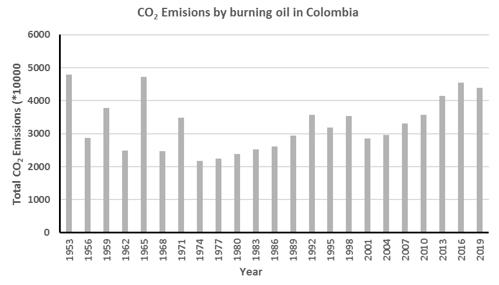 CO₂ Emisions by burning oil in Colombia
Total CO₂ Emissions (*10000
6000
5000
4000
3000
2000
1000
0
1953 1956 1959 1962 1965 1968 1971 1974 1977 1980 1983 1986 1989 1992 1995 1998 2001 2004 2007 2010 2013 2016 2019
Year